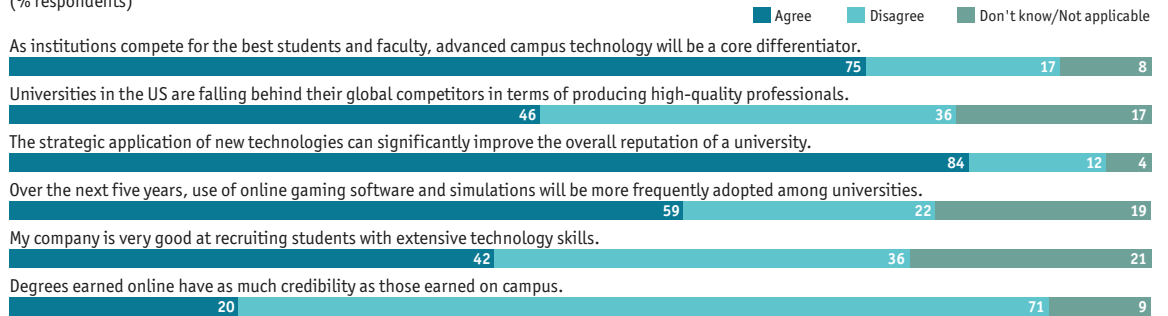 (% respondents)
Agree Disagree Don't know/Not applicable
As institutions compete for the best students and faculty, advanced campus technology will be a core differentiator.
75 17 8
Universities in the US are falling behind their global competitors in terms of producing high-quality professionals.
46 36 17
The strategic application of new technologies can significantly improve the overall reputation of a university.
84 12 4
Over the next five years, use of online gaming software and simulations will be more frequently adopted among universities.
59 22 19
My company is very good at recruiting students with extensive technology skills.
42 36 21
Degrees earned online have as much credibility as those earned on campus.
20 71 9